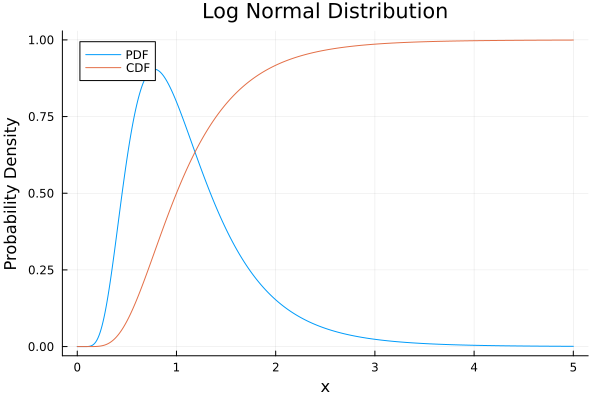 Log Normal Distribution
1.00
PDF
CDF
0.75
0.50
0.25
0.00
Probability Density
0 1 2 3 4 5
x